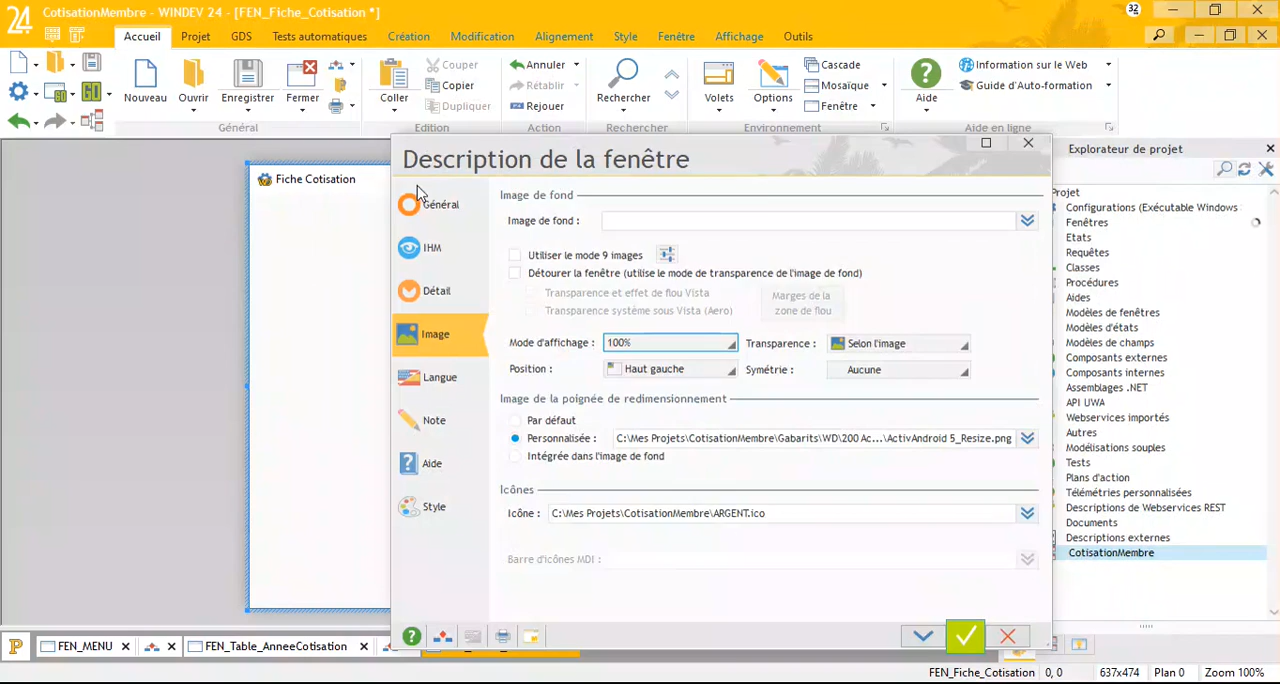 24 CotisationMembre - WINDEV 24 - [FEN_Fiche_Cotisation *] 32
Accueil Projet GDS Tests automatiques Création Modification Alignement Style Fenêtre Affichage Outils
Nouveau Ouvrir Enregistrer Fermer
Général
Coller Couper
Copier
Dupliquer
Edition
Annuler
Rétablir
Rejouer
Action
Rechercher
Rechercher
Volets Options Cascade
Mosaïque
Fenêtre
Environnement
Aide Information sur le Web
Guide d'Auto-formation
Aide en ligne
Fiche Cotisation
Description de la fenêtre
Général
IHM
Détail
Image
Langue
Note
Aide
Style
Image de fond
Image de fond :
Utiliser le mode 9 images
Détourer la fenêtre (utilise le mode de transparence de l'image de fond)
Transparence et effet de flou Vista
Transparence système sous Vista (Aero)
Marges de la
zone de flou
Mode d'affichage : 100% Transparence : Selon l'image
Position : Haut gauche Symétrie : Aucune
Image de la poignée de redimensionnement
Par défaut
Personnalisée : C:\Mes Projets\CotisationMembre\Gabarits\WD\200 Ac...\ActivAndroid 5_Resize.png
Intégrée dans l'image de fond
Icônes
Icône : C:\Mes Projets\CotisationMembre\ARGENT.ico
Barre d'icônes MDI :
Explorateur de projet
Projet
Configurations (Exécutable Windows
Fenêtres
Etats
Requêtes
Classes
Procédures
Aides
Modèles de fenêtres
Modèles d'états
Modèles de champs
Composants externes
Composants internes
Assemblages .NET
API UWA
Webservices importés
Autres
Modélisations souples
Tests
Plans d'action
Télémétries personnalisées
Descriptions de Webservices REST
Documents
Descriptions externes
CotisationMembre
FEN_MENU FEN_Table_AnneeCotisation
FEN_Fiche_Cotisation 0, 0 637x474 Plan 0 Zoom 100%